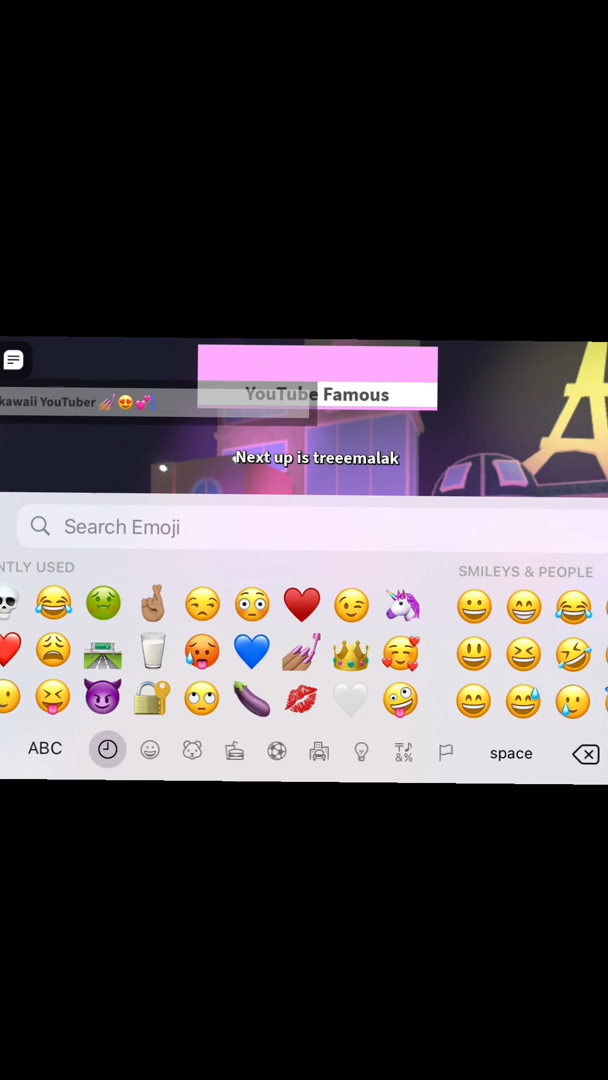 YouTube Famous
kawaii YouTuber 💅🏽😍💕
Next up is treeemalak
Search Emoji
NTLY USED
SMILEYS & PEOPLE
ABC
space